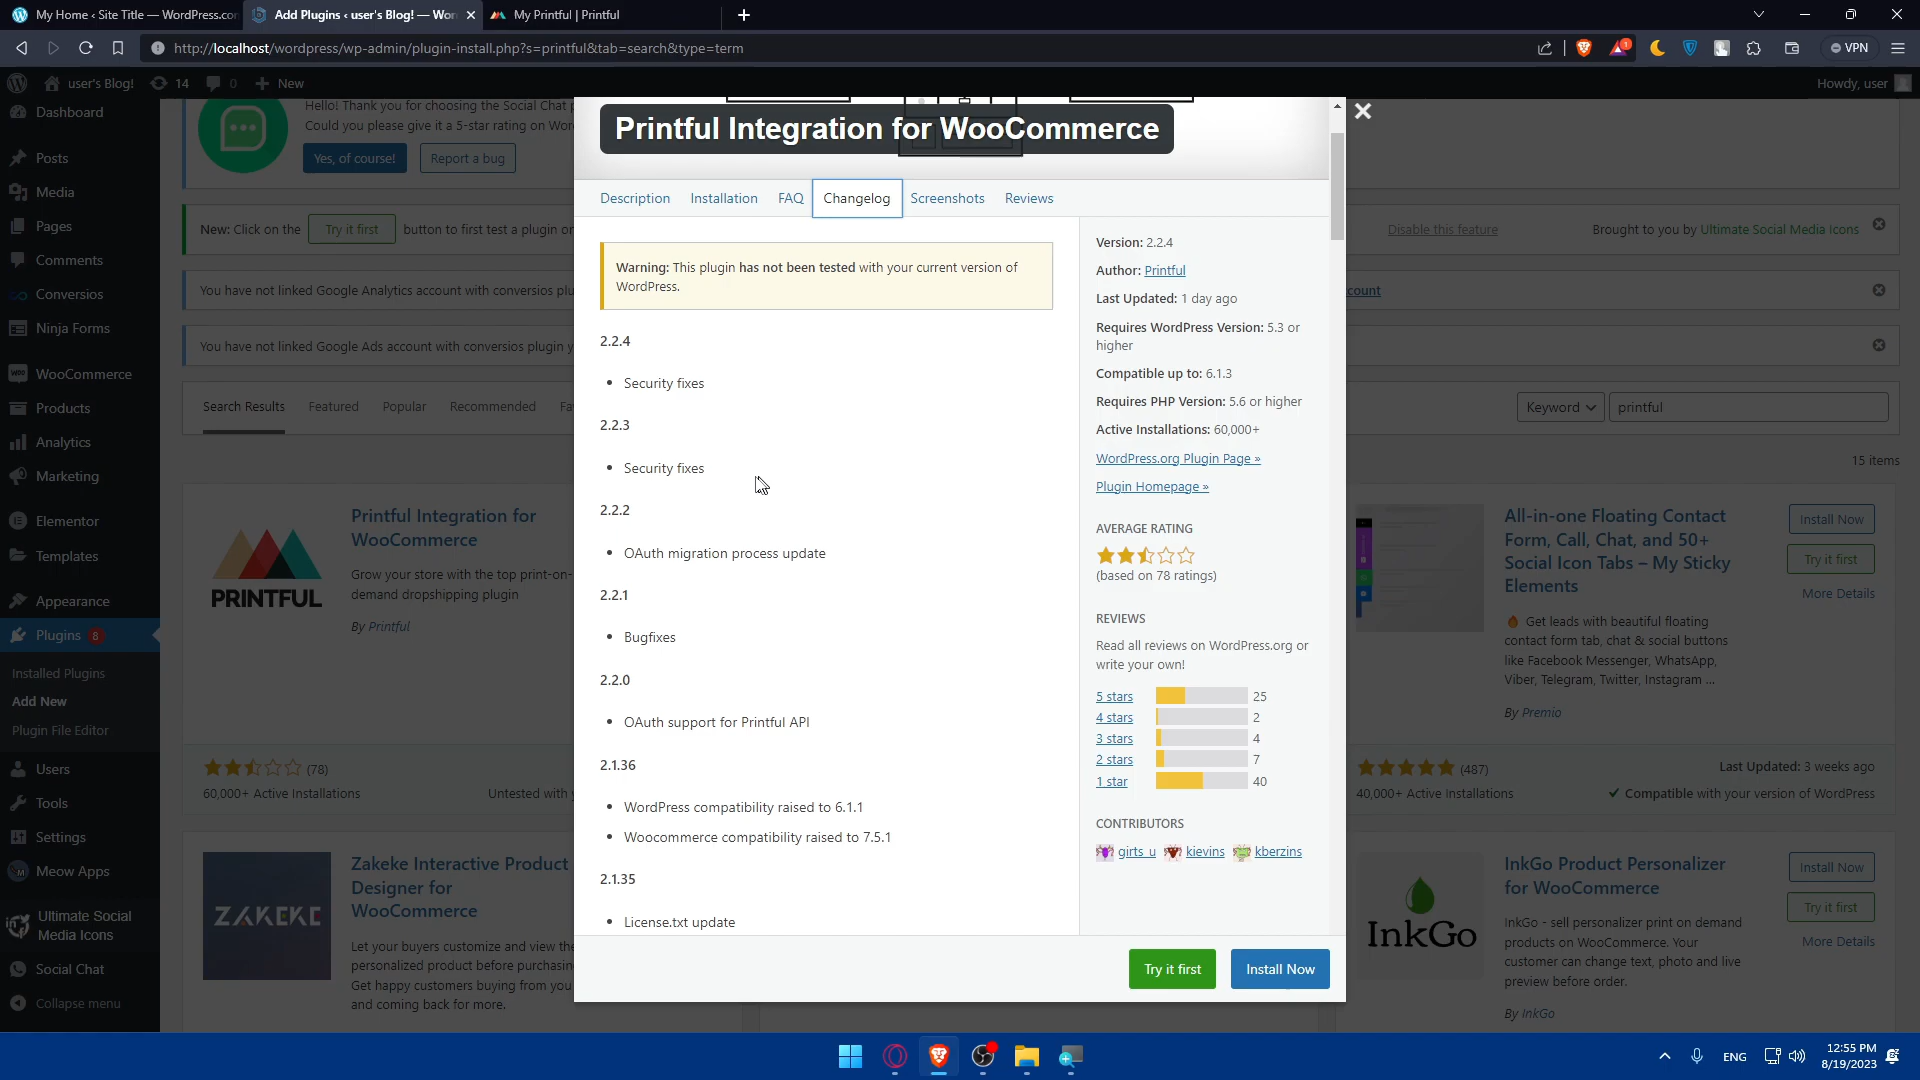 My Home ‹ Site Title — WordPress.cor
Add Plugins ‹ user's Blog! — Wor
My Printful | Printful
http://localhost/wordpress/wp-admin/plugin-install.php?s=printful&tab=search&type=term
1
VPN
user's Blog!
14
0
New
Howdy, user
Dashboard
Posts
Media
Pages
Comments
Conversios
Ninja Forms
WooCommerce
Products
Analytics
Marketing
Elementor
Templates
Appearance
Plugins 8
Installed Plugins
Add New
Plugin File Editor
Users
Tools
Settings
Meow Apps
Ultimate Social
Media Icons
Social Chat
Collapse menu
Hello! Thank you for choosing the Social Chat p
Could you please give it a 5-star rating on Wor
Yes, of course!
Report a bug
New: Click on the
Try it first
button to first test a plugin or
Disable this feature
Brought to you by Ultimate Social Media Icons
You have not linked Google Analytics account with conversios plu
count
You have not linked Google Ads account with conversios plugin y
Search Results
Featured
Popular
Recommended
Fa
Keyword
printful
15 items
PRINTFUL
Printful Integration for
WooCommerce
Grow your store with the top print-on-
demand dropshipping plugin
By Printful
(78)
60,000+ Active Installations
Untested with y
ZAKEKE
Zakeke Interactive Product
Designer for
WooCommerce
Let your buyers customize and view the
personalized product before purchasin
Get happy customers buying from you
and coming back for more.
Printful Integration for WooCommerce
Description
Installation
FAQ
Changelog
Screenshots
Reviews
Warning: This plugin has not been tested with your current version of
WordPress.
2.2.4
• Security fixes
2.2.3
• Security fixes
2.2.2
• OAuth migration process update
2.2.1
• Bugfixes
2.2.0
• OAuth support for Printful API
2.1.36
• WordPress compatibility raised to 6.1.1
• Woocommerce compatibility raised to 7.5.1
2.1.35
• License.txt update
Version: 2.2.4
Author: Printful
Last Updated: 1 day ago
Requires WordPress Version: 5.3 or
higher
Compatible up to: 6.1.3
Requires PHP Version: 5.6 or higher
Active Installations: 60,000+
WordPress.org Plugin Page »
Plugin Homepage »
AVERAGE RATING
(based on 78 ratings)
REVIEWS
Read all reviews on WordPress.org or
write your own!
5 stars 25
4 stars 2
3 stars 4
2 stars 7
1 star 40
CONTRIBUTORS
girts_u
kievins
kberzins
Try it first
Install Now
All-in-one Floating Contact
Form, Call, Chat, and 50+
Social Icon Tabs – My Sticky
Elements
Install Now
Try it first
More Details
Get leads with beautiful floating
contact form tab, chat & social buttons
like Facebook Messenger, WhatsApp,
Viber, Telegram, Twitter, Instagram ...
By Premio
(487)
Last Updated: 3 weeks ago
40,000+ Active Installations
Compatible with your version of WordPress
InkGo
InkGo Product Personalizer
for WooCommerce
Install Now
Try it first
More Details
InkGo - sell personalizer print on demand
products on WooCommerce. Your
customer can change text, photo and live
preview before order.
By InkGo
ENG
12:55 PM
8/19/2023